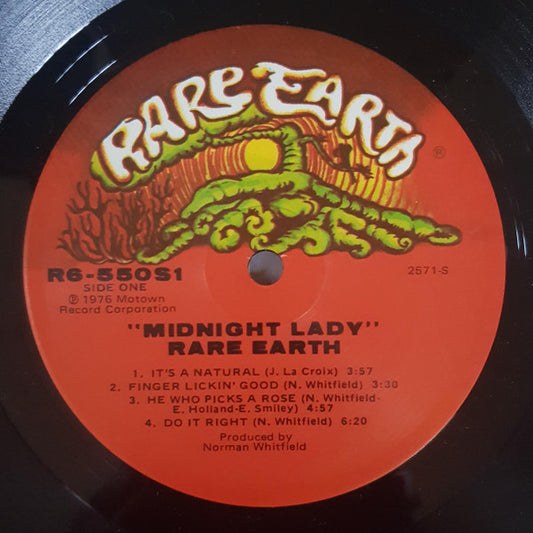 RARE EARTH
®
R6-550S1
2571-S
SIDE ONE
℗ 1976 Motown
Record Corporation
"MIDNIGHT LADY"
RARE EARTH
1. IT'S A NATURAL (J. La Croix) 3:57
2. FINGER LICKIN' GOOD (N. Whitfield) 3:30
3. HE WHO PICKS A ROSE (N. Whitfield-
E. Holland-E. Smiley) 4:57
4. DO IT RIGHT (N. Whitfield) 6:20
Produced by
Norman Whitfield